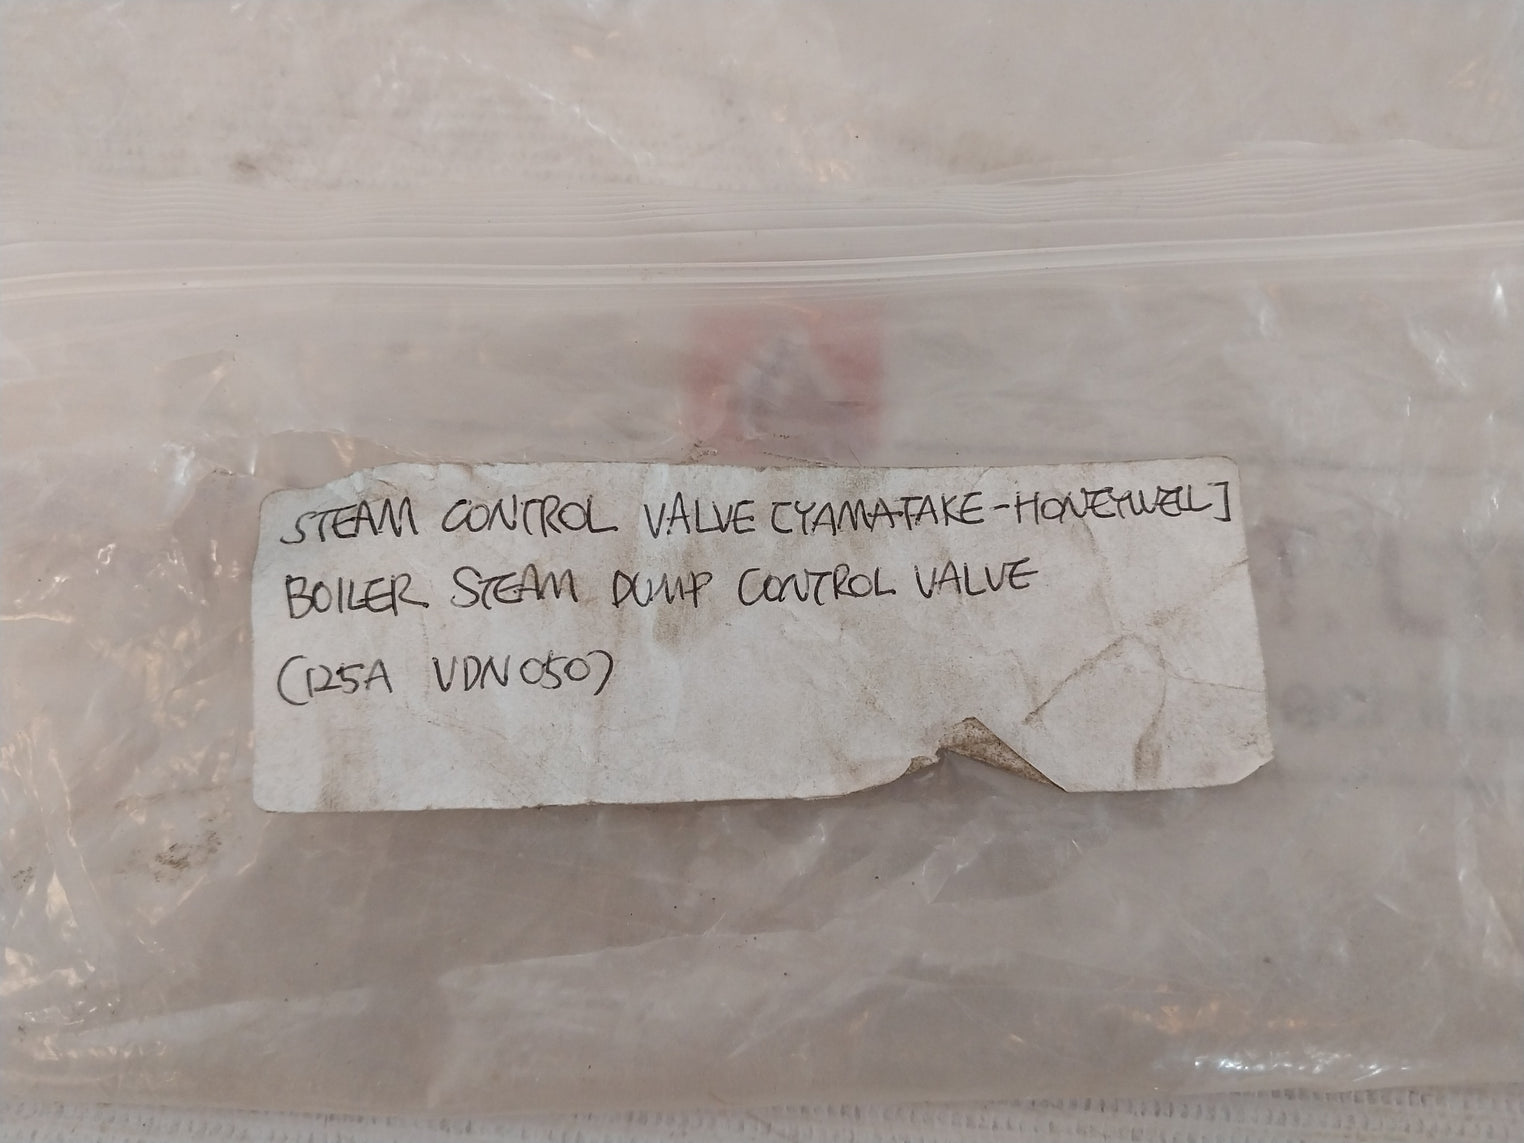 STEAM CONTROL VALVE [YAMATAKE-HONEYWELL]
BOILER STEAM DUMP CONTROL VALVE
(125A VDN050)